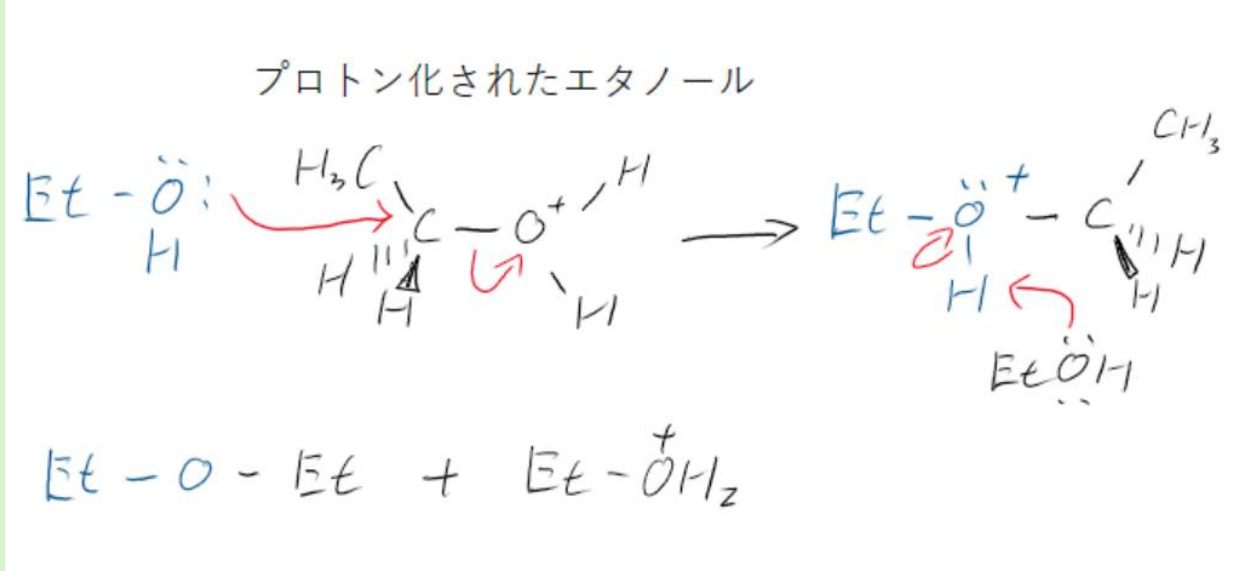 プロトン化されたエタノール
Et - Ö: H H₃C C - O⁺ H H H H → Et - Ö⁺ - C CH₃ H H H
EtÖH
Et - O - Et + Et - O⁺H₂